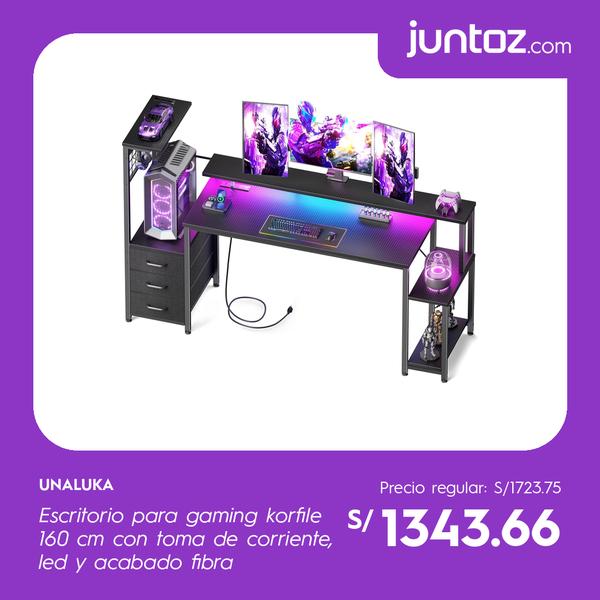 juntoz.com
UNALUKA
Escritorio para gaming korfile
160 cm con toma de corriente,
led y acabado fibra
Precio regular: S/1723.75
S/ 1343.66